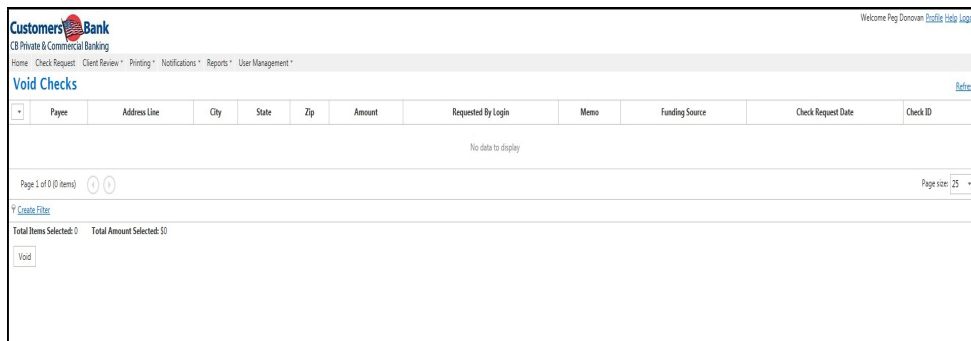 Welcome Peg Donovan Profile Help
Customers Bank
CB Private & Commercial Banking
Home Check Request Client Review Printing Notifications Reports User Management
Void Checks
Payee Address Line City State Zip Amount Requested By Login Memo Funding Source Check Request Date Check ID
No data to display
Page 1 of 0 (0 items) Page size: 25
Create Filter
Total Items Selected: 0 Total Amount Selected: $0
Void